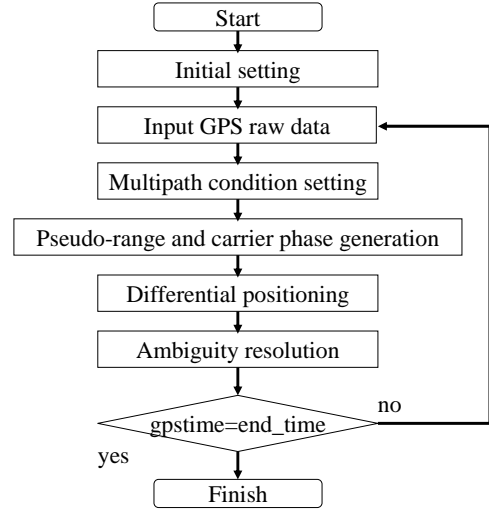 Start
Initial setting
Input GPS raw data
Multipath condition setting
Pseudo-range and carrier phase generation
Differential positioning
Ambiguity resolution
no
gpstime=end_time
yes
Finish